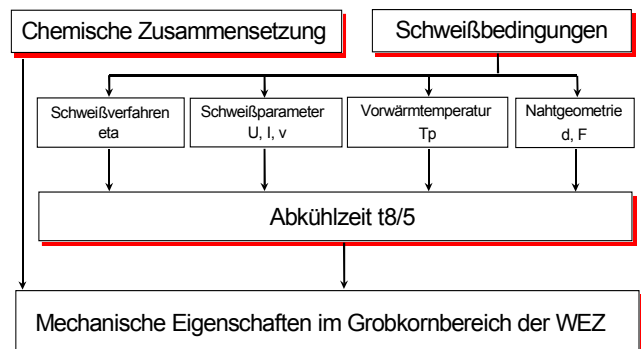 Chemische Zusammensetzung
Schweißbedingungen
Schweißverfahren
eta
Schweißparameter
U, I, v
Vorwärmtemperatur
Tp
Nahtgeometrie
d, F
Abkühlzeit t8/5
Mechanische Eigenschaften im Grobkornbereich der WEZ